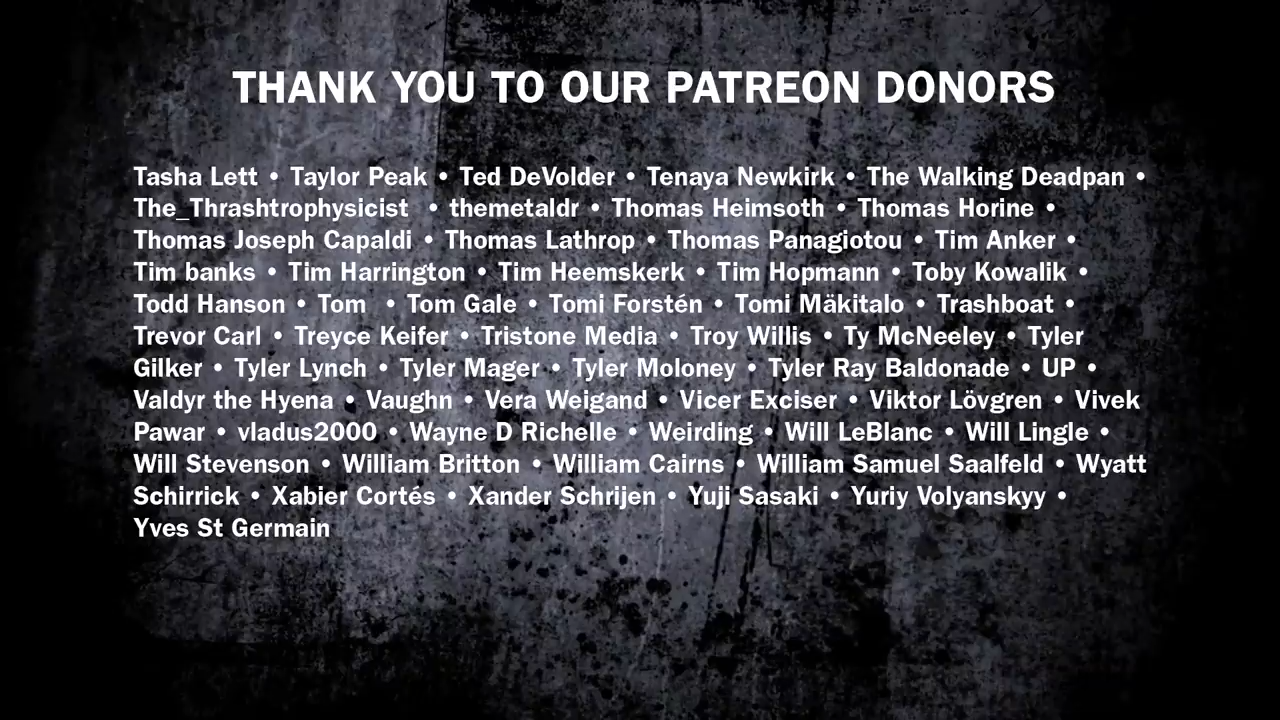 THANK YOU TO OUR PATREON DONORS
Tasha Lett • Taylor Peak • Ted DeVolder • Tenaya Newkirk • The Walking Deadpan •
The_Thrashtrophysicist • themetaldr • Thomas Heimsoth • Thomas Horine •
Thomas Joseph Capaldi • Thomas Lathrop • Thomas Panagiotou • Tim Anker •
Tim banks • Tim Harrington • Tim Heemskerk • Tim Hopmann • Toby Kowalik •
Todd Hanson • Tom • Tom Gale • Tomi Forstén • Tomi Mäkitalo • Trashboat •
Trevor Carl • Treyce Keifer • Tristone Media • Troy Willis • Ty McNeeley • Tyler
Gilker • Tyler Lynch • Tyler Mager • Tyler Moloney • Tyler Ray Baldonade • UP •
Valdyr the Hyena • Vaughn • Vera Weigand • Vicer Exciser • Viktor Lövgren • Vivek
Pawar • vladus2000 • Wayne D Richelle • Weirdíng • Will LeBlanc • Will Lingle •
Will Stevenson • William Britton • William Cairns • William Samuel Saalfeld • Wyatt
Schirrick • Xabier Cortés • Xander Schrijen • Yuji Sasaki • Yuriy Volyanskyy •
Yves St Germain